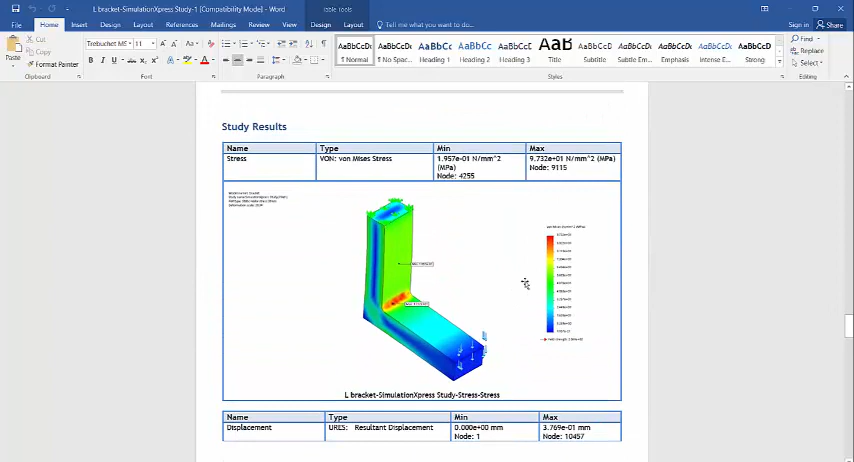 L bracket-SimulationXpress Study-1 [Compatibility Mode] - Word
Table Tools
Sign in
File Home Insert Design Layout References Mailings Review View Design Layout Tell me what you want to do... Share
Paste
Cut
Copy
Format Painter
Clipboard
Trebuchet MS 11
Font
Paragraph
AaBbCcDc AaBbCcDc AaBbCc AaBbCc AaBbCcDc
¶ Normal ¶ No Spac... Heading 1 Heading 2 Heading 3 Title Subtitle Subtle Em... Emphasis Intense E... Strong
Styles
Find
Replace
Select
Editing
Study Results
Name Type Min Max
Stress VON: von Mises Stress 1.957e-01 N/mm^2 (MPa) Node: 4255 9.732e+01 N/mm^2 (MPa) Node: 9115
L bracket-SimulationXpress Study-Stress-Stress
Name Type Min Max
Displacement URES: Resultant Displacement 0.000e+00 mm Node: 1 3.769e-01 mm Node: 10457